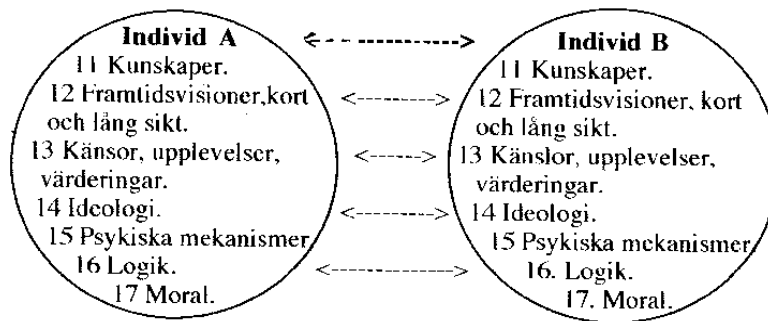 Individ A
11 Kunskaper.
12 Framtidsvisioner,kort
och lång sikt.
13 Känsor, upplevelser,
värderingar.
14 Ideologi.
15 Psykiska mekanismer,
16 Logik.
17 Moral.
Individ B
11 Kunskaper.
12 Framtidsvisioner, kort
och lång sikt.
13 Känslor, upplevelser,
värderingar.
14 Ideologi.
15 Psykiska mekanismer,
16. Logik.
17. Moral.